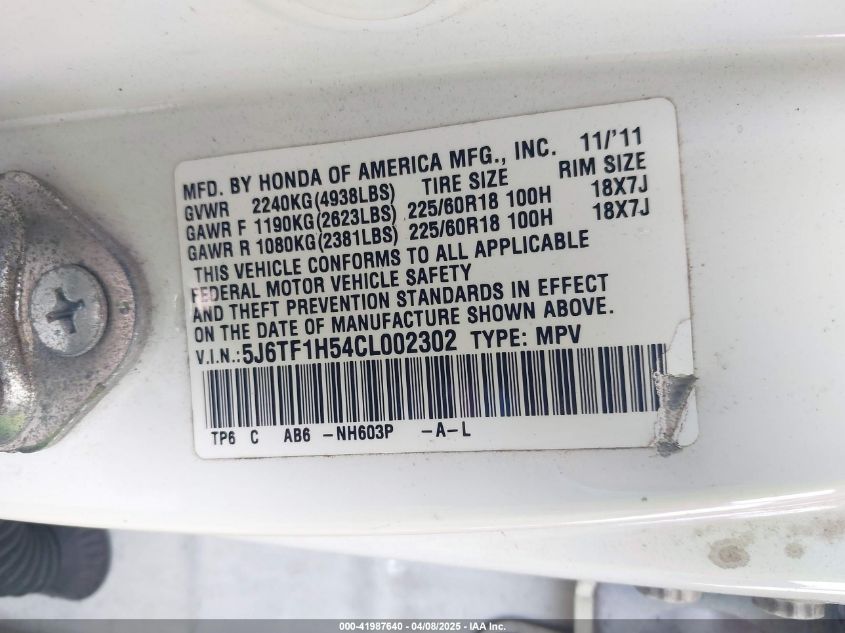 MFD. BY HONDA OF AMERICA MFG., INC. 11/'11
GVWR 2240KG(4938LBS) TIRE SIZE RIM SIZE
GAWR F 1190KG(2623LBS) 225/60R18 100H 18X7J
GAWR R 1080KG(2381LBS) 225/60R18 100H 18X7J
THIS VEHICLE CONFORMS TO ALL APPLICABLE
FEDERAL MOTOR VEHICLE SAFETY
AND THEFT PREVENTION STANDARDS IN EFFECT
ON THE DATE OF MANUFACTURE SHOWN ABOVE.
V.I.N.:5J6TF1H54CL002302 TYPE: MPV
TP6 C AB6 -NH603P -A-L
000-41987640 - 04/08/2025 - IAA Inc.